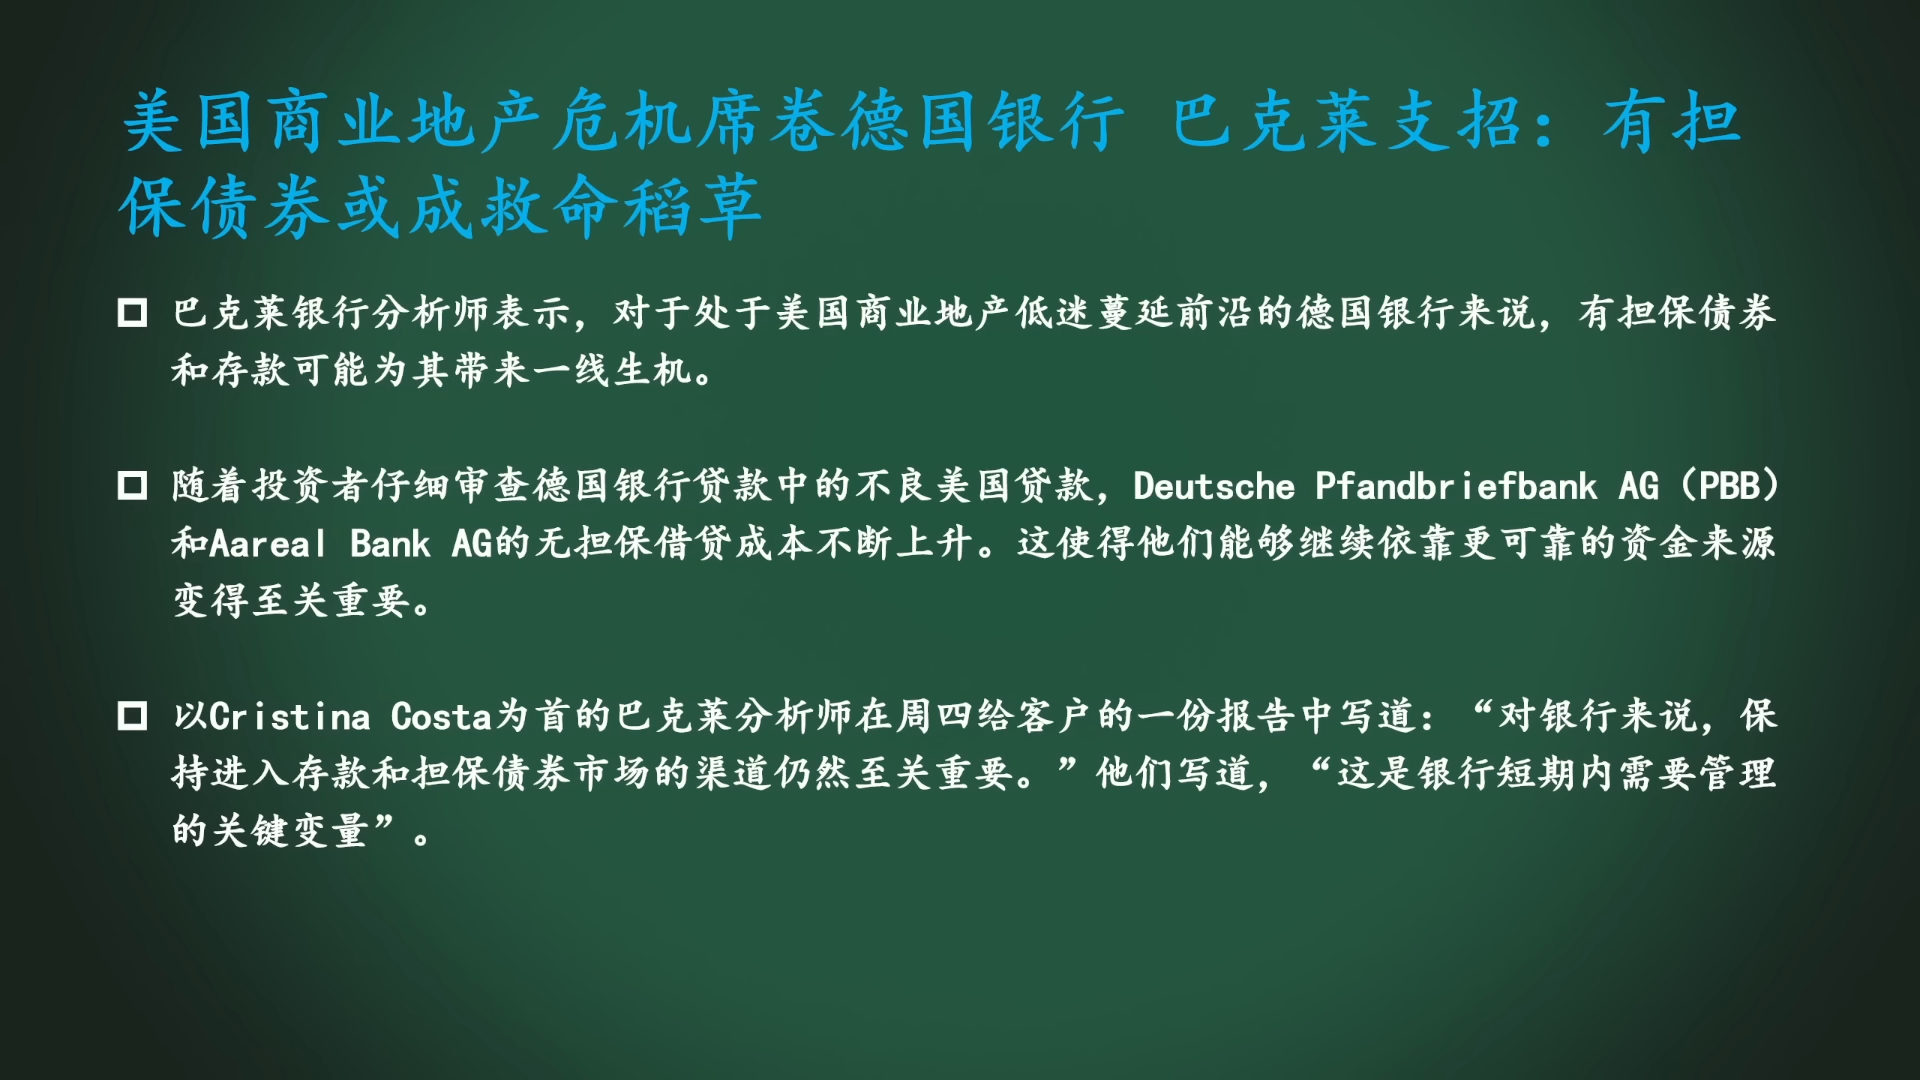 美国商业地产危机席卷德国银行 巴克莱支招：有担
保债券或成救命稻草
巴克莱银行分析师表示，对于处于美国商业地产低迷蔓延前沿的德国银行来说，有担保债券
和存款可能为其带来一线生机。
随着投资者仔细审查德国银行贷款中的不良美国贷款，Deutsche Pfandbriefbank AG（PBB）
和Aareal Bank AG的无担保借贷成本不断上升。这使得他们能够继续依靠更可靠的资金来源
变得至关重要。
以Cristina Costa为首的巴克莱分析师在周四给客户的一份报告中写道：“对银行来说，保
持进入存款和担保债券市场的渠道仍然至关重要。”他们写道，“这是银行短期内需要管理
的关键变量”。